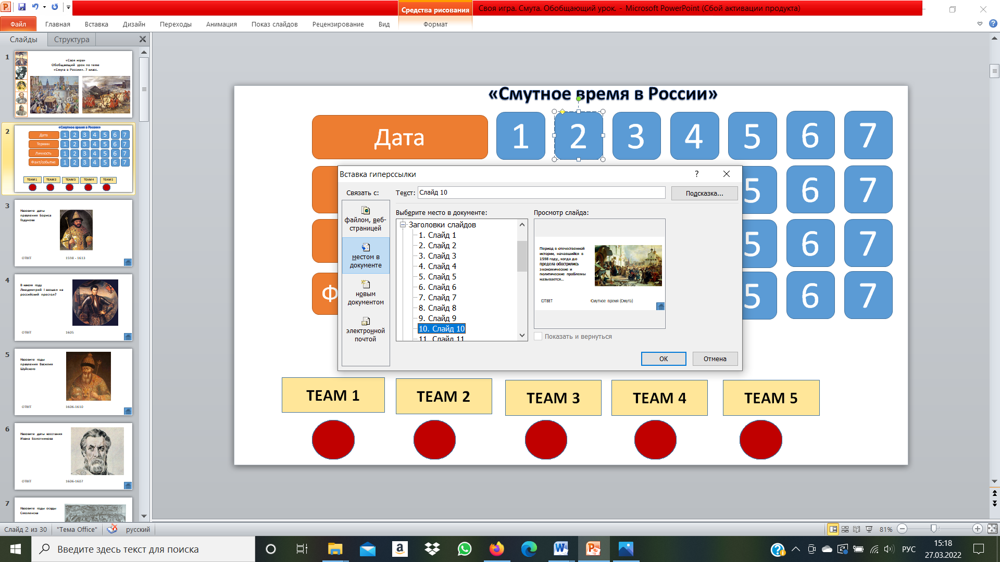 Средства рисования
Своя игра. Смута. Обобщающий урок. - Microsoft PowerPoint (Сбой активации продукта)
Файл Главная Вставка Дизайн Переходы Анимация Показ слайдов Рецензирование Вид Формат
Слайды Структура
1
«Своя игра»
Обобщающий урок по теме
«Смута в России». 7 класс.
2
«Смутное время в России»
Дата 1 2 3 4 5 6 7
Термин 1 2 3 4 5 6 7
Личность 1 2 3 4 5 6 7
Факт/событие 1 2 3 4 5 6 7
TEAM 1 TEAM 2 TEAM 3 TEAM 4 TEAM 5
3
Назовите даты
правления Бориса
Годунова
ОТВЕТ 1598 - 1613
4
В каком году
Лжедмитрий I взошел на
российский престол?
ОТВЕТ 1605
5
Назовите годы
правления Василия
Шуйского
ОТВЕТ 1606-1610
6
Назовите даты восстания
Ивана Болотникова
ОТВЕТ 1606-1607
7
Назовите годы осады
Смоленска
«Смутное время в России»
Дата 1 2 3 4 5 6 7
5 6 7
5 6 7
Ф 5 6 7
TEAM 1 TEAM 2 TEAM 3 TEAM 4 TEAM 5
Вставка гиперссылки ?
Связать с: Текст: Слайд 10 Подсказка...
Выберите место в документе: Просмотр слайда:
файлом, веб-
страницей
местом в
документе
новым
документом
электронной
почтой
Заголовки слайдов
1. Слайд 1
2. Слайд 2
3. Слайд 3
4. Слайд 4
5. Слайд 5
6. Слайд 6
7. Слайд 7
8. Слайд 8
9. Слайд 9
10. Слайд 10
11. Слайд 11
Период в отечественной
истории, начавшийся в
1598 году, когда до
предела обострились
экономические и
политические проблемы
называется...
ОТВЕТ Смутное время (Смута)
Показать и вернуться
ОК Отмена
Слайд 2 из 30 "Тема Office" русский 81%
Введите здесь текст для поиска
РУС 15:18
27.03.2022